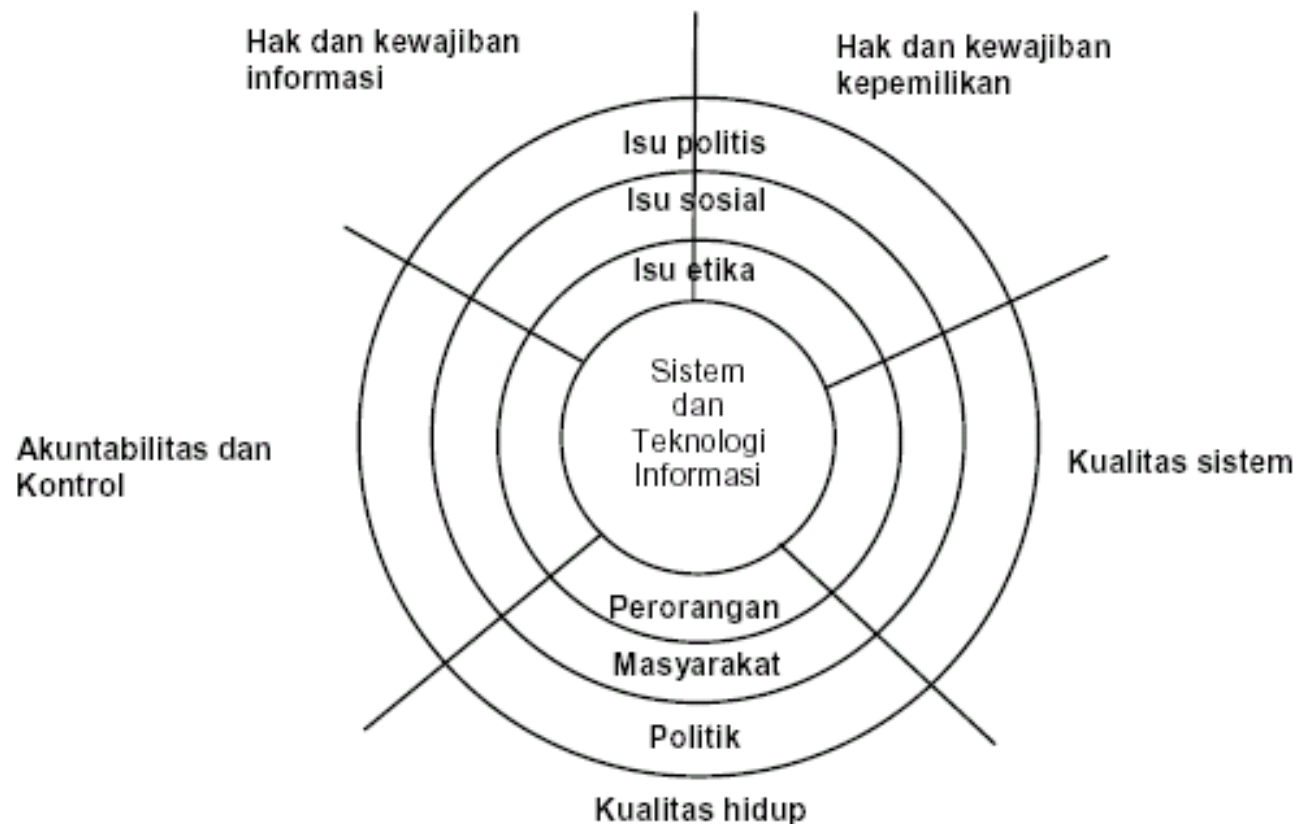 Hak dan kewajiban
informasi
Hak dan kewajiban
kepemilikan
Isu politis
Isu sosial
Isu etika
Sistem
dan
Teknologi
Informasi
Akuntabilitas dan
Kontrol
Kualitas sistem
Perorangan
Masyarakat
Politik
Kualitas hidup